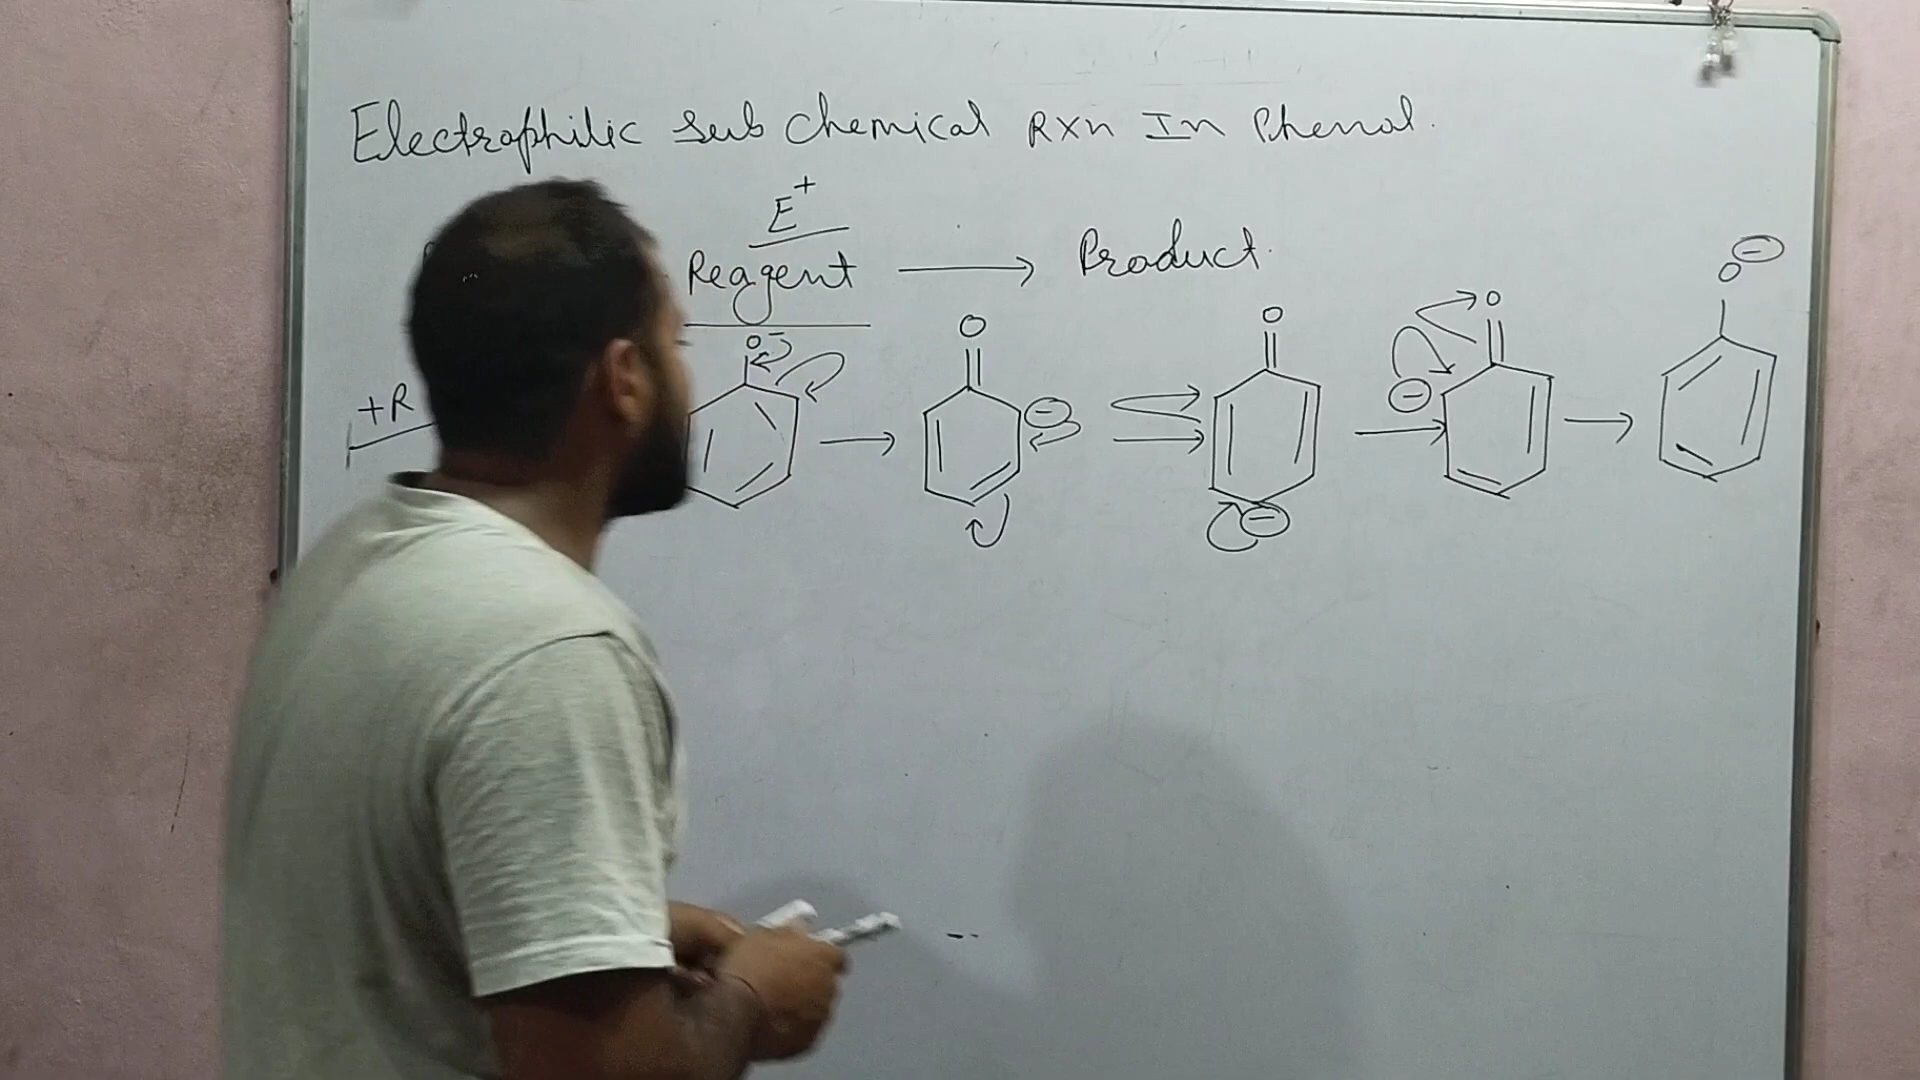 Electrophilic Sub Chemical Rxn In Phenol.
E+
Reagent → Product.
+R
O-
O
-
O
-
O
-
O
-